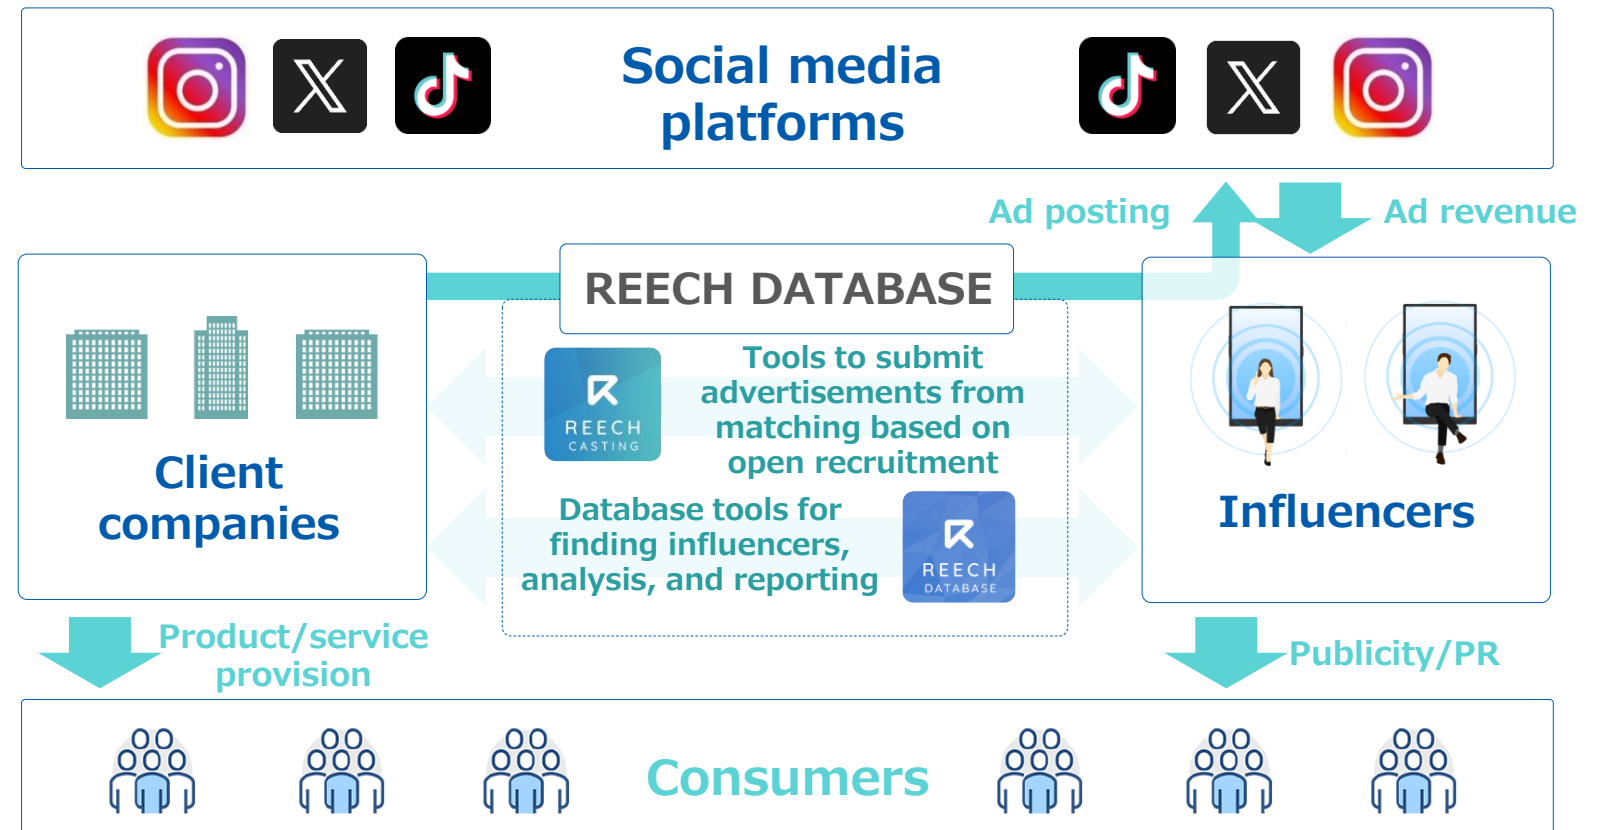 Social media
platforms
Ad posting
Ad revenue
REECH DATABASE
Client
companies
REECH
CASTING
Tools to submit
advertisements from
matching based on
open recruitment
Database tools for
finding influencers,
analysis, and reporting
REECH
DATABASE
Influencers
Product/service
provision
Publicity/PR
Consumers